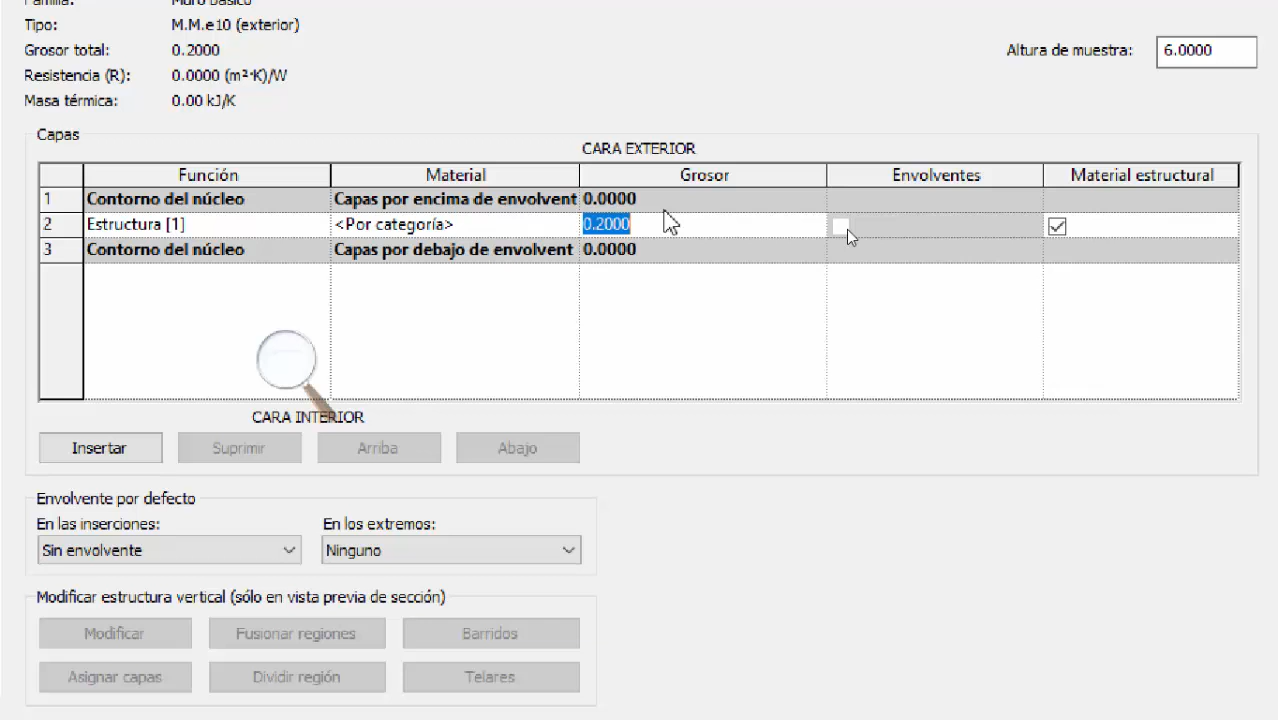 Familia: Muro básico
Tipo: M.M.e10 (exterior)
Grosor total: 0.2000
Altura de muestra: 6.0000
Resistencia (R): 0.0000 (m²·K)/W
Masa térmica: 0.00 kJ/K
Capas
CARA EXTERIOR
Función Material Grosor Envolventes Material estructural
1 Contorno del núcleo Capas por encima de envolvent 0.0000
2 Estructura [1] <Por categoría> 0.2000
3 Contorno del núcleo Capas por debajo de envolvent 0.0000
CARA INTERIOR
Insertar Suprimir Arriba Abajo
Envolvente por defecto
En las inserciones: En los extremos:
Sin envolvente Ninguno
Modificar estructura vertical (sólo en vista previa de sección)
Modificar Fusionar regiones Barridos
Asignar capas Dividir región Telares